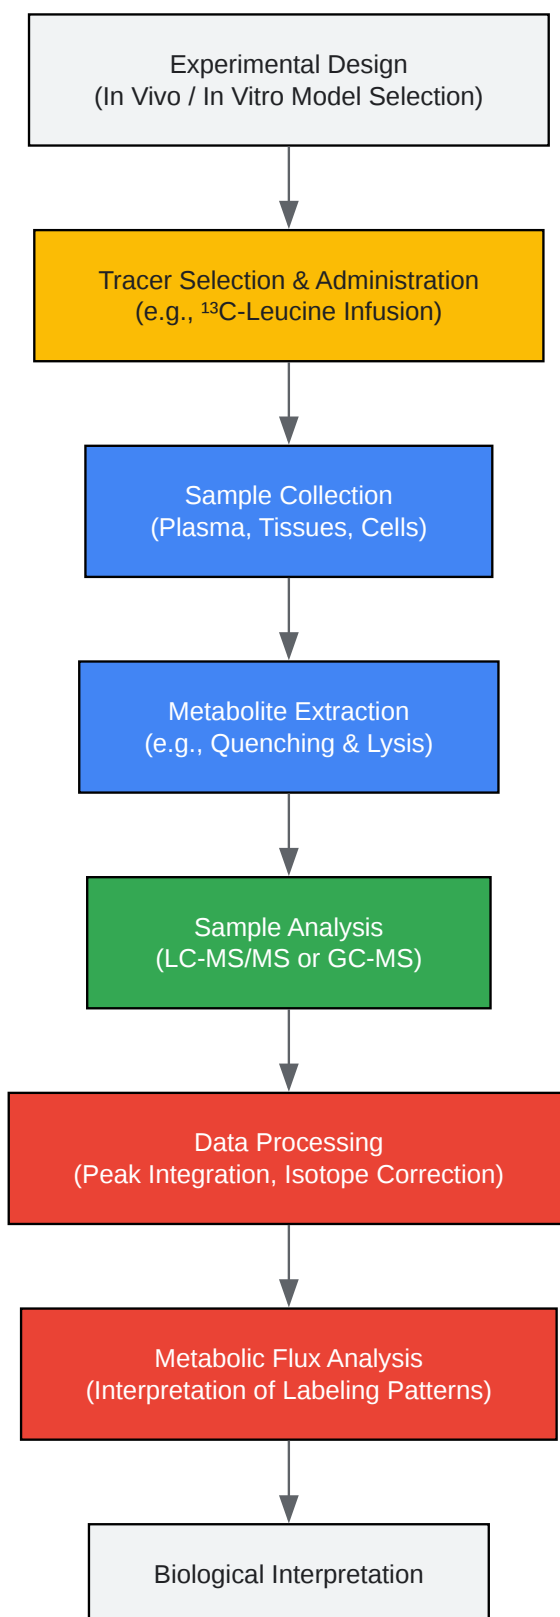 Experimental Design
(In Vivo / In Vitro Model Selection)
Tracer Selection & Administration
(e.g., ¹³C-Leucine Infusion)
Sample Collection
(Plasma, Tissues, Cells)
Metabolite Extraction
(e.g., Quenching & Lysis)
Sample Analysis
(LC-MS/MS or GC-MS)
Data Processing
(Peak Integration, Isotope Correction)
Metabolic Flux Analysis
(Interpretation of Labeling Patterns)
Biological Interpretation